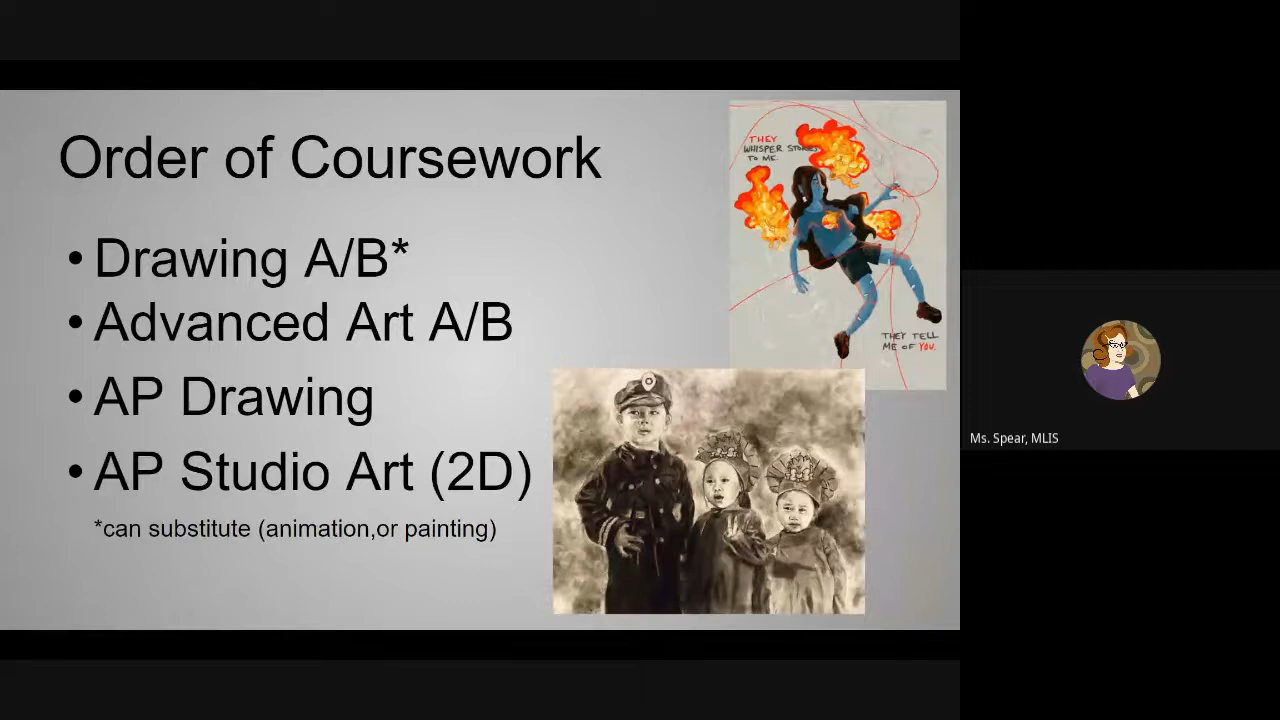 Order of Coursework
• Drawing A/B*
• Advanced Art A/B
• AP Drawing
• AP Studio Art (2D)
*can substitute (animation,or painting)
THEY
WHISPER STORIES
TO ME.
THEY TELL
ME OF YOU.
Ms. Spear, MLIS